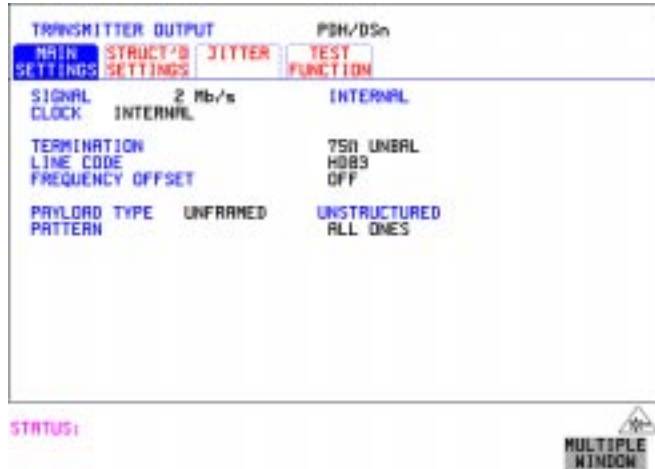 TRANSMITTER OUTPUT PDH/DSn
MAIN SETTINGS STRUCT'D SETTINGS JITTER TEST FUNCTION
SIGNAL 2 Mb/s INTERNAL
CLOCK INTERNAL
TERMINATION 75Ω UNBAL
LINE CODE HDB3
FREQUENCY OFFSET OFF
PAYLOAD TYPE UNFRAMED UNSTRUCTURED
PATTERN ALL ONES
STATUS:
MULTIPLE
WINDOW